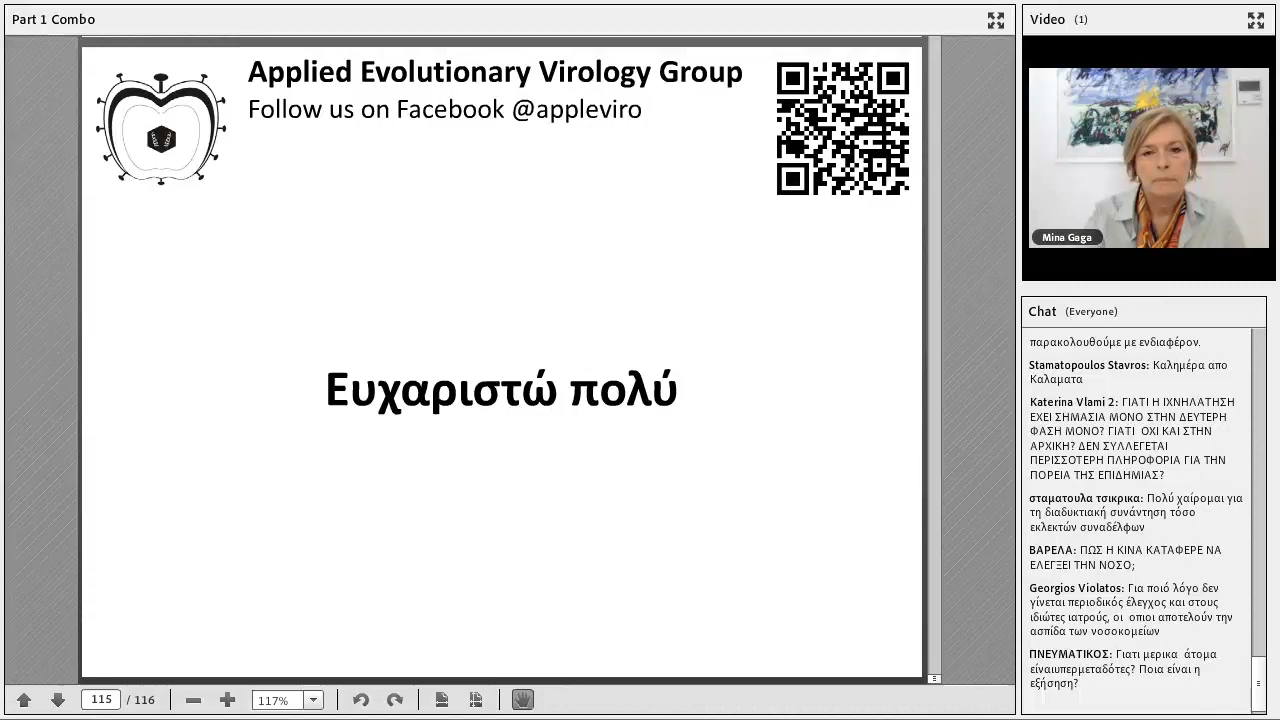 Part 1 Combo
Applied Evolutionary Virology Group
Follow us on Facebook @appleviro
Ευχαριστώ πολύ
115 / 116
117%
Video (1)
Mina Gaga
Chat (Everyone)
παρακολουθούμε με ενδιαφέρον.
Stamatopoulos Stavros: Καλημέρα απο
Καλαματα
Katerina Vlami 2: ΓΙΑΤΙ Η ΙΧΝΗΛΑΤΗΣΗ
ΕΧΕΙ ΣΗΜΑΣΙΑ ΜΟΝΟ ΣΤΗΝ ΔΕΥΤΕΡΗ
ΦΑΣΗ ΜΟΝΟ? ΓΙΑΤΙ ΟΧΙ ΚΑΙ ΣΤΗΝ
ΑΡΧΙΚΗ? ΔΕΝ ΣΥΛΛΕΓΕΤΑΙ
ΠΕΡΙΣΣΟΤΕΡΗ ΠΛΗΡΟΦΟΡΙΑ ΓΙΑ ΤΗΝ
ΠΟΡΕΙΑ ΤΗΣ ΕΠΙΔΗΜΙΑΣ?
σταματουλα τσικρικα: Πολύ χαίρομαι για
τη διαδυκτιακή συνάντηση τόσο
εκλεκτών συναδέλφων
ΒΑΡΕΛΑ: ΠΩΣ Η ΚΙΝΑ ΚΑΤΑΦΕΡΕ ΝΑ
ΕΛΕΓΞΕΙ ΤΗΝ ΝΟΣΟ;
Georgios Violatos: Για ποιό λόγο δεν
γίνεται περιοδικός έλεγχος και στους
ιδιώτες ιατρούς, οι οπιοι αποτελούν την
ασπίδα των νοσοκομείων
ΠΝΕΥΜΑΤΙΚΟΣ: Γιατι μερικα άτομα
είναιυπερμεταδότες? Ποια είναι η
εξήσηση?